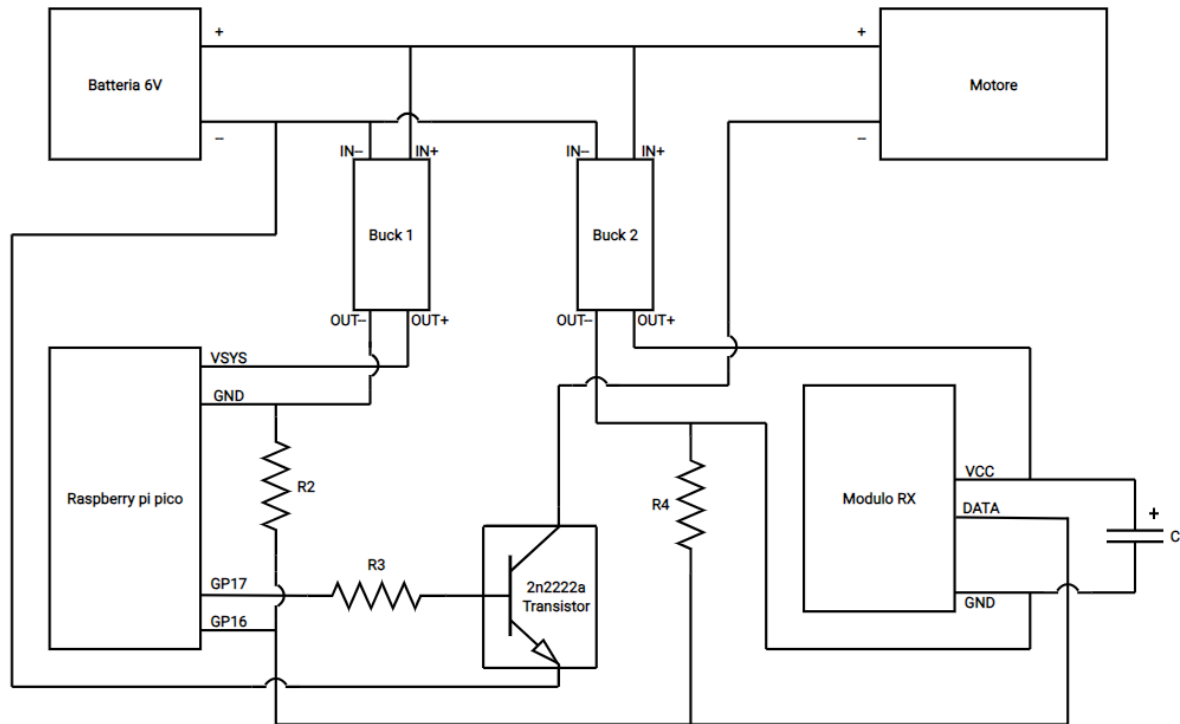 +
+
Batteria 6V
Motore
–
–
IN–
IN+
IN–
IN+
Buck 1
Buck 2
OUT–
OUT+
OUT–
OUT+
VSYS
GND
Raspberry pi pico
R2
R4
Modulo RX
VCC
DATA
+
C
GND
R3
GP17
GP16
2n2222a
Transistor